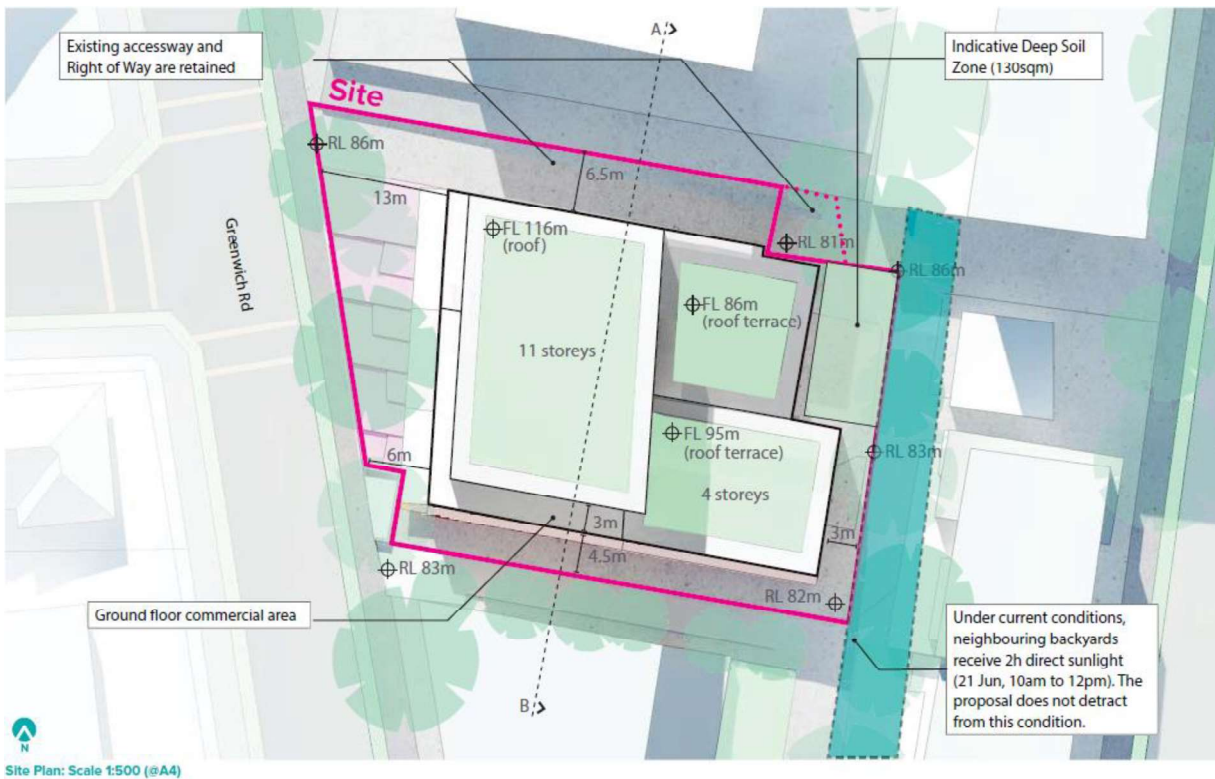 Existing accessway and
Right of Way are retained
A
Indicative Deep Soil
Zone (130sqm)
Site
RL 86m
6.5m
13m
Greenwich Rd
FL 116m
(roof)
RL 81m
RL 86m
FL 86m
(roof terrace)
11 storeys
FL 95m
(roof terrace)
RL 83m
6m
4 storeys
3m
3m
4.5m
RL 83m
RL 82m
Ground floor commercial area
Under current conditions,
neighbouring backyards
receive 2h direct sunlight
(21 Jun, 10am to 12pm). The
proposal does not detract
from this condition.
B
N
Site Plan: Scale 1:500 (@A4)